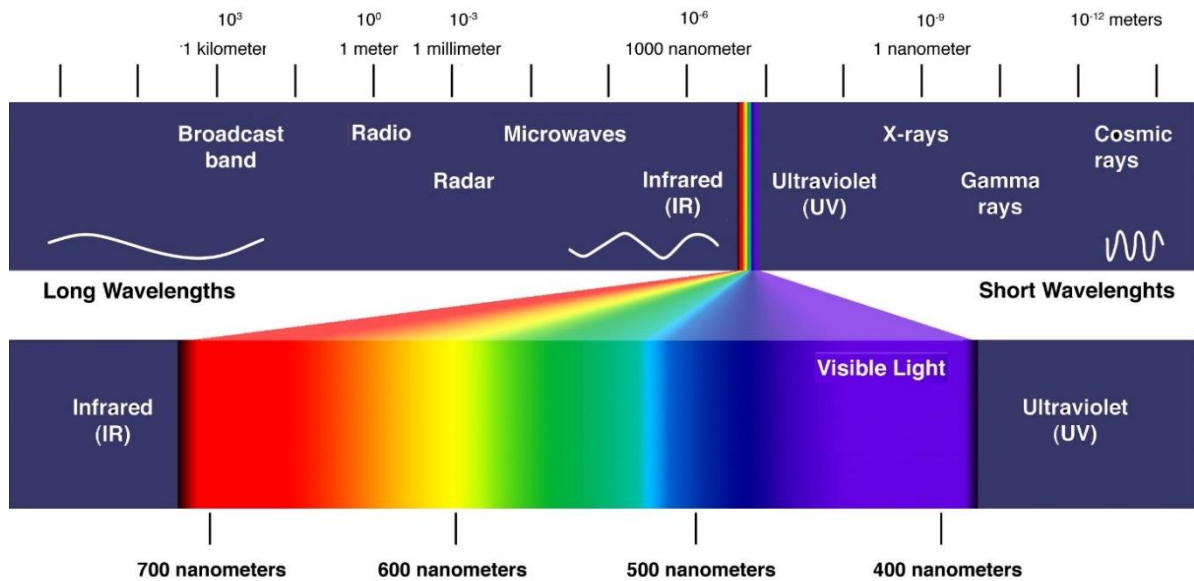 10³ 10⁰ 10⁻³ 10⁻⁶ 10⁻⁹ 10⁻¹² meters
1 kilometer 1 meter 1 millimeter 1000 nanometer 1 nanometer
Broadcast
band
Radio
Radar
Microwaves
Infrared
(IR)
Ultraviolet
(UV)
X-rays
Gamma
rays
Cosmic
rays
Long Wavelengths
Short Wavelenghts
Infrared
(IR)
Visible Light
Ultraviolet
(UV)
700 nanometers 600 nanometers 500 nanometers 400 nanometers